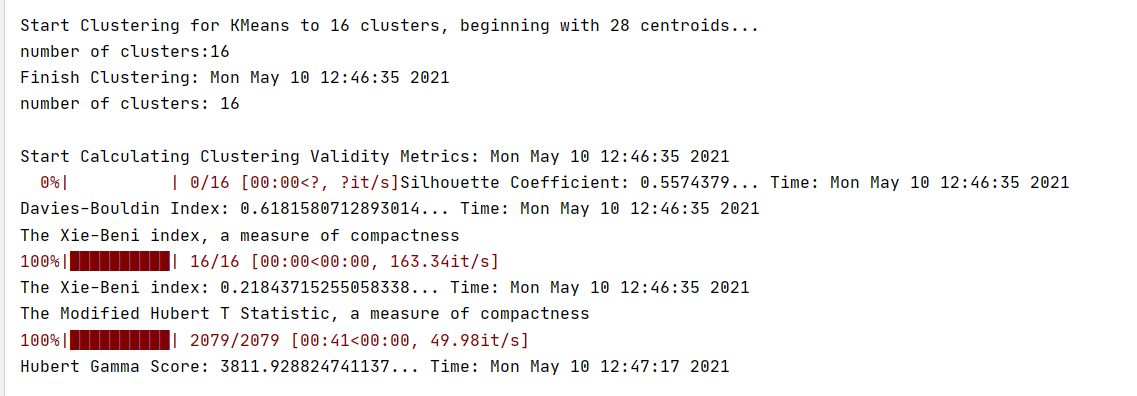 Start Clustering for KMeans to 16 clusters, beginning with 28 centroids...
number of clusters:16
Finish Clustering: Mon May 10 12:46:35 2021
number of clusters: 16
Start Calculating Clustering Validity Metrics: Mon May 10 12:46:35 2021
  0%|          | 0/16 [00:00<?, ?it/s]Silhouette Coefficient: 0.5574379... Time: Mon May 10 12:46:35 2021
Davies-Bouldin Index: 0.6181580712893014... Time: Mon May 10 12:46:35 2021
The Xie-Beni index, a measure of compactness
100%|██████████| 16/16 [00:00<00:00, 163.34it/s]
The Xie-Beni index: 0.21843715255058338... Time: Mon May 10 12:46:35 2021
The Modified Hubert T Statistic, a measure of compactness
100%|██████████| 2079/2079 [00:41<00:00, 49.98it/s]
Hubert Gamma Score: 3811.928824741137... Time: Mon May 10 12:47:17 2021